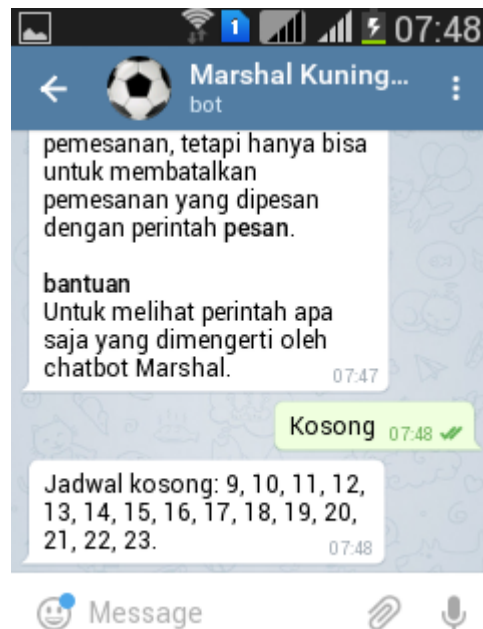 1
07:48
Marshal Kuning...
bot
pemesanan, tetapi hanya bisa
untuk membatalkan
pemesanan yang dipesan
dengan perintah pesan.
bantuan
Untuk melihat perintah apa
saja yang dimengerti oleh
chatbot Marshal.
07:47
Kosong 07:48
Jadwal kosong: 9, 10, 11, 12,
13, 14, 15, 16, 17, 18, 19, 20,
21, 22, 23.
07:48
Message